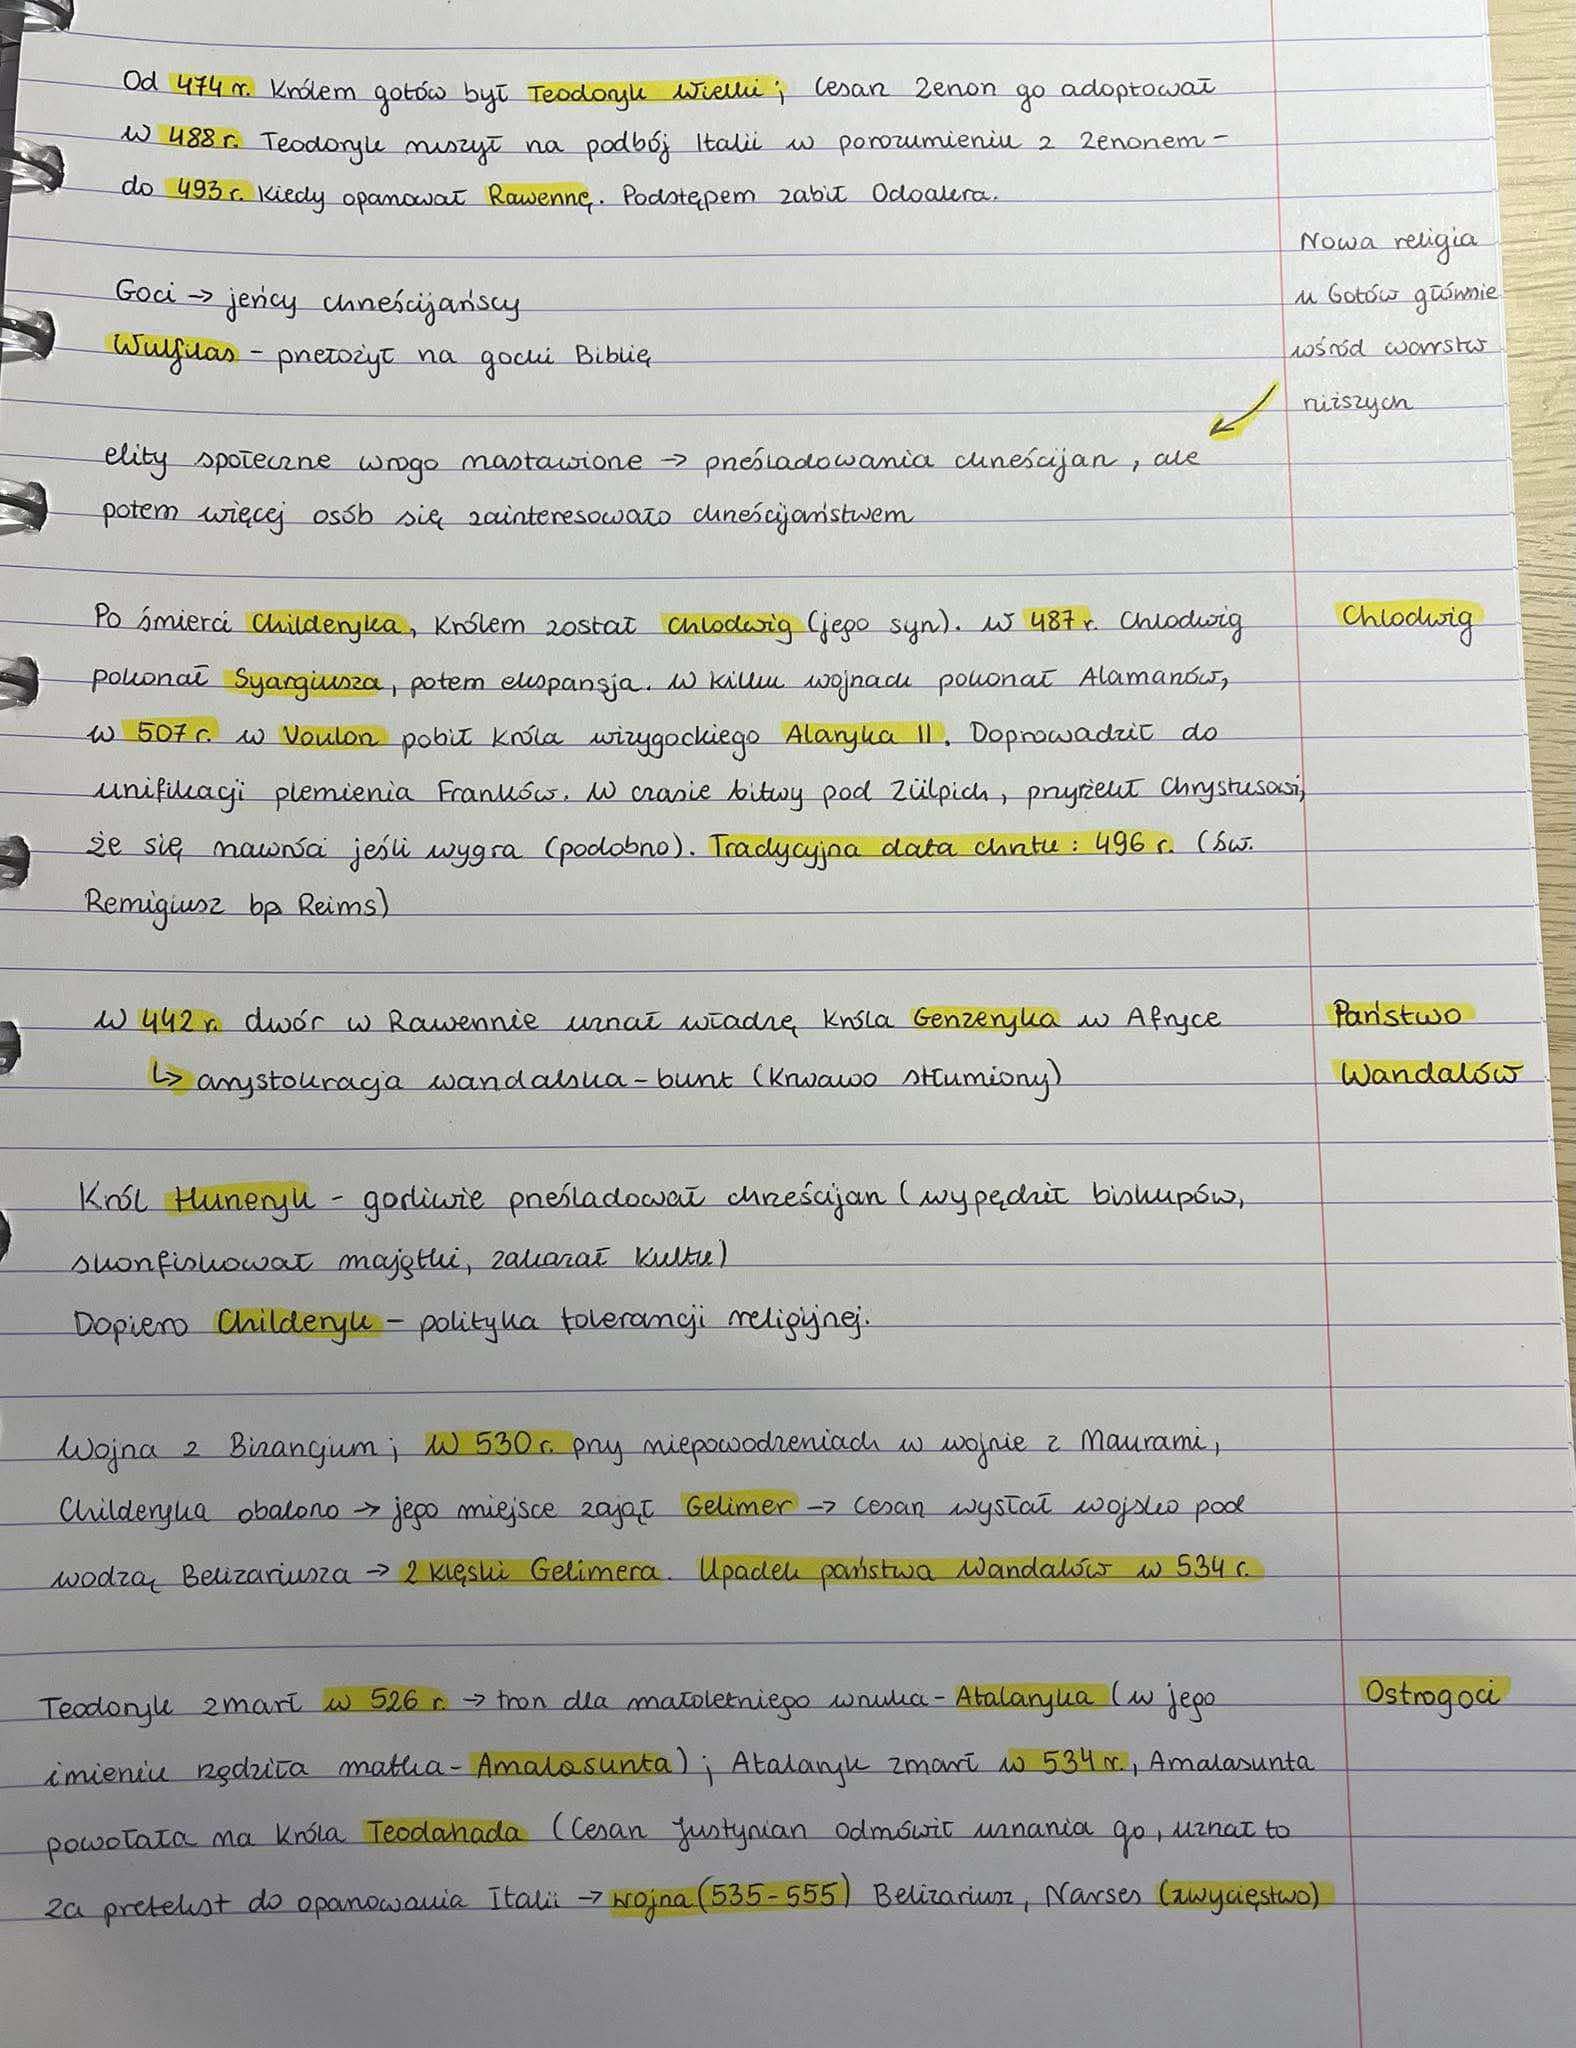 Od 474 r. Królem gotów był Teodoryk Wielki; Cesarz Zenon go adoptował
w 488 r. Teodoryk ruszył na podbój Italii w porozumieniu z Zenonem –
do 493 r. Kiedy opanował Rawennę. Podstępem zabił Odoakra.
Nowa religia
u Gotów głównie
wśród warstw
niższych
Goci → jeńcy chrześcijańscy
Wulfilas – przełożył na gocki Biblię
elity społeczne wrogo nastawione → prześladowania chrześcijan, ale
potem więcej osób się zainteresowało chrześcijaństwem
Po śmierci Childeryka, Królem został Chlodwig (jego syn). W 487 r. Chlodwig
Chlodwig
pokonał Syargiusza, potem ekspansja. W kilku wojnach pokonał Alamanów,
w 507 r. w Voulon pobił Króla wizygockiego Alaryka II. Doprowadził do
unifikacji plemienia Franków. W czasie bitwy pod Zülpich, przyrzekł Chrystusowi,
że się nawróci jeśli wygra (podobno). Tradycyjna data chrztu: 496 r. (św.
Remigiusz bp Reims)
W 442 r. dwór w Rawennie uznał władzę Króla Genzeryka w Afryce
Państwo
↳ arystokracja wandalska – bunt (Krwawo stłumiony)
Wandalów
Król Huneryk – gorliwie prześladował chrześcijan (wypędził biskupów,
skonfiskował majątki, zakazał Kultu)
Dopiero Childeryk – polityka tolerancji religijnej.
Wojna z Bizancjum; W 530 r. przy niepowodzeniach w wojnie z Maurami,
Childeryka obalono → jego miejsce zajął Gelimer → Cesarz wysłał wojsko pod
wodzą Belizariusza → 2 klęski Gelimera. Upadek państwa Wandalów w 534 r.
Teodoryk zmarł w 526 r. → tron dla małoletniego wnuka – Atalaryka (w jego
Ostrogoci
imieniu rządziła matka – Amalasunta); Atalaryk zmarł w 534 r., Amalasunta
powołała na Króla Teodahada (Cesarz Justynian odmówił uznania go, uznał to
za pretekst do opanowania Italii → wojna (535–555) Belizariusz, Narses (zwycięstwo)